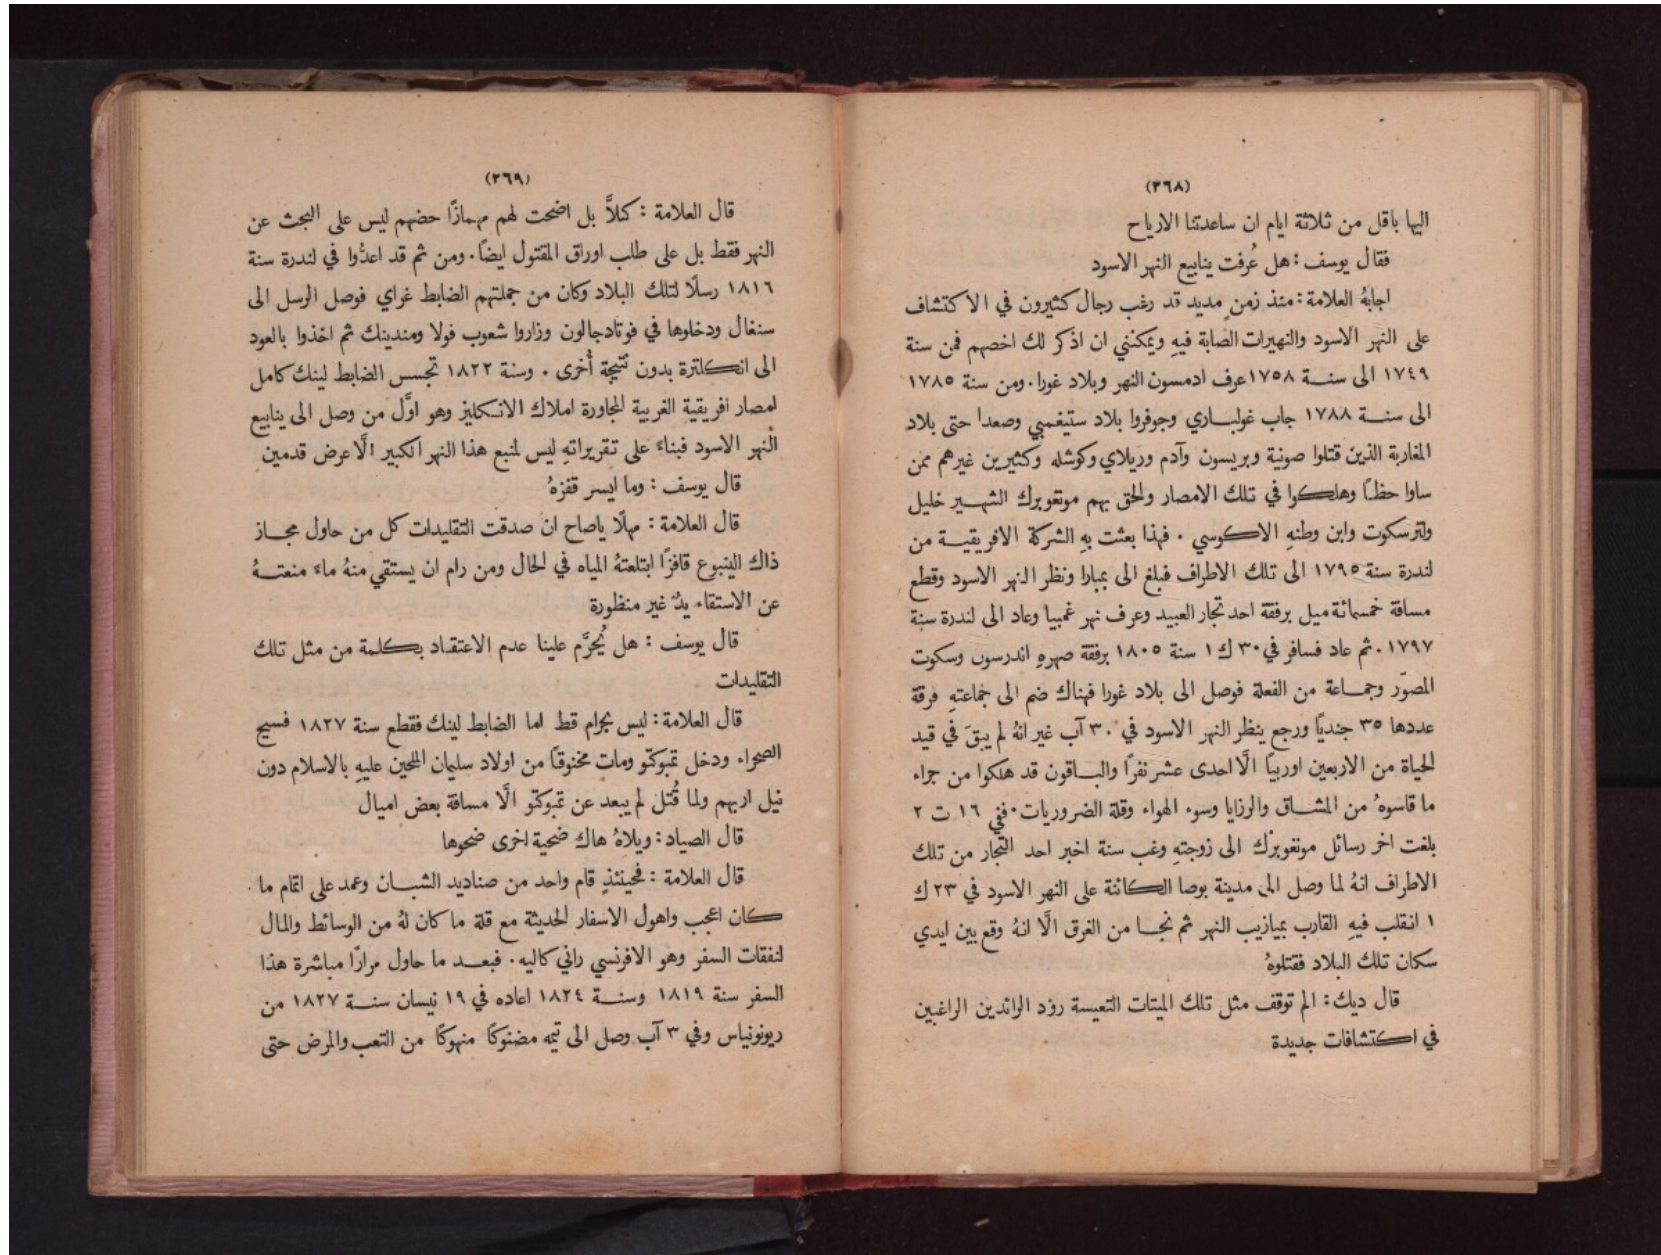 (٣٦٨)
اليها باقل من ثلاثة ايام ان ساعدتنا الارياح
فقال يوسف : هل عُرفت ينابيع النهر الاسود
اجابهُ العلامة : منذ زمنٍ مديد قد رغب رجال كثيرون في الاكتشاف
على النهر الاسود والنهيرات الصابة فيهِ ويمكنني ان اذكر لك اخصهم فمن سنة
١٧٤٩ الى سنة ١٧٥٨ عرف ادمسون النهر وبلاد غورا . ومن سنة ١٧٨٥
الى سنة ١٧٨٨ جاب غولباري وجوفروا بلاد ستيغمبي وصعدا حتى بلاد
المغاربة الذين قتلوا صونية وبريسون وآدم وريلاي وكوشله وكثيرين غيرهم ممن
ساوا حظًا وهلكوا في تلك الامصار ولحق بهم مونغوبرك الشهير خليل
ولترسكوت وابن وطنهِ الاكوسي . فهذا بعثت بهِ الشركة الافريقية من
لندرة سنة ١٧٩٥ الى تلك الاطراف فبلغ الى بمبارا ونظر النهر الاسود وقطع
مسافة خمسمائة ميل برفقة احد تجار العبيد وعرف نهر غمبيا وعاد الى لندرة سنة
١٧٩٧ . ثم عاد فسافر في ٣٠ ك ١ سنة ١٨٠٥ برفقة صهرهِ اندرسون وسكوت
المصوّر وجماعة من الفعلة فوصل الى بلاد غورا فهناك ضم الى جماعتهِ فرقة
عددها ٣٥ جنديًا ورجع ينظر النهر الاسود في ٣٠ آب غير انهُ لم يبقَ في قيد
الحياة من الاربعين اوربيًا الَّا احدى عشر نفرًا والباقون قد هلكوا من جراء
ما قاسوهُ من المشاق والرزايا وسوء الهواء وقلة الضروريات . ففي ١٦ ت ٢
بلغت اخر رسائل مونغوبرك الى زوجتهِ وغب سنة اخبر احد التجار من تلك
الاطراف انهُ لما وصل الى مدينة بوصا الكائنة على النهر الاسود في ٢٣ ك
١ انقلب فيهِ القارب بميازيب النهر ثم نجا من الغرق الَّا انهُ وقع بين ايدي
سكان تلك البلاد فقتلوهُ
قال ديك : الم توقف مثل تلك الميتات التعيسة رؤد الرائدين الراغبين
في اكتشافات جديدة
(٣٦٩)
قال العلامة : كلَّا بل اضحت لهم مهمازًا حضهم ليس على البحث عن
النهر فقط بل على طلب اوراق المقتول ايضًا . ومن ثم قد اعدُّوا في لندرة سنة
١٨١٦ رسلًا لتلك البلاد وكان من جملتهم الضابط غراي فوصل الرسل الى
سنغال ودخلوها في فوتادجالون وزاروا شعوب فولا ومندينك ثم اخذوا بالعود
الى انكلترة بدون نتيجة أُخرى . وسنة ١٨٢٢ تجسس الضابط لينك كامل
امصار افريقية الغربية المجاورة املاك الانكليز وهو اوَّل من وصل الى ينابيع
النهر الاسود فبناءً على تقريراتهِ ليس لمنبع هذا النهر الكبير الَّا عرض قدمين
قال يوسف : وما ايسر قفزهُ
قال العلامة : مهلًا ياصاح ان صدقت التقليدات كل من حاول مجاز
ذاك الينبوع قافزًا ابتلعتهُ المياه في الحال ومن رام ان يستقي منهُ ماءً منعتهُ
عن الاستقاء يدٌ غير منظورة
قال يوسف : هل يُحرَّم علينا عدم الاعتقاد بكلمة من مثل تلك
التقليدات
قال العلامة : ليس بحرام قط اما الضابط لينك فقطع سنة ١٨٢٧ فسيح
الصحراء ودخل تمبوكتو ومات مخنوقًا من اولاد سليمان الملحين عليهِ بالاسلام دون
نيل اربهم ولما قُتل لم يبعد عن تمبوكتو الَّا مسافة بعض اميال
قال الصياد : ويلاهُ هاك ضحية اخرى ضحوها
قال العلامة : فحينئذٍ قام واحد من صناديد الشبان وعمد على اتمام ما
كان اعجب واهول الاسفار الحديثة مع قلة ما كان لهُ من الوسائط والمال
لنفقات السفر وهو الافرنسي راني كاليه . فبعد ما حاول مرارًا مباشرة هذا
السفر سنة ١٨١٩ وسنة ١٨٢٤ اعاده في ١٩ نيسان سنة ١٨٢٧ من
ريونونياس وفي ٣ آب وصل الى تيمه مضنوكًا منهوكًا من التعب والمرض حتى